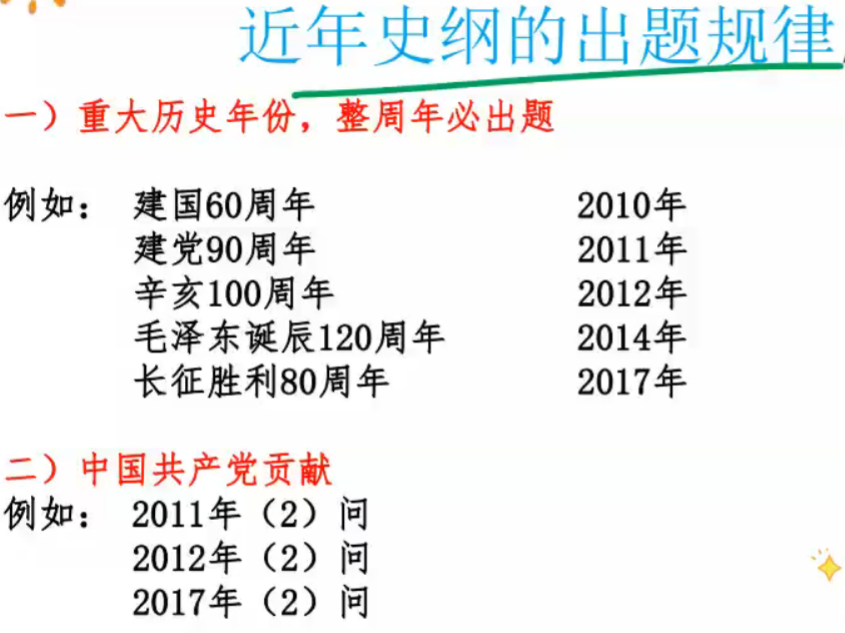 近年史纲的出题规律
一）重大历史年份，整周年必出题
例如： 建国60周年 2010年
建党90周年 2011年
辛亥100周年 2012年
毛泽东诞辰120周年 2014年
长征胜利80周年 2017年
二）中国共产党贡献
例如： 2011年（2）问
2012年（2）问
2017年（2）问